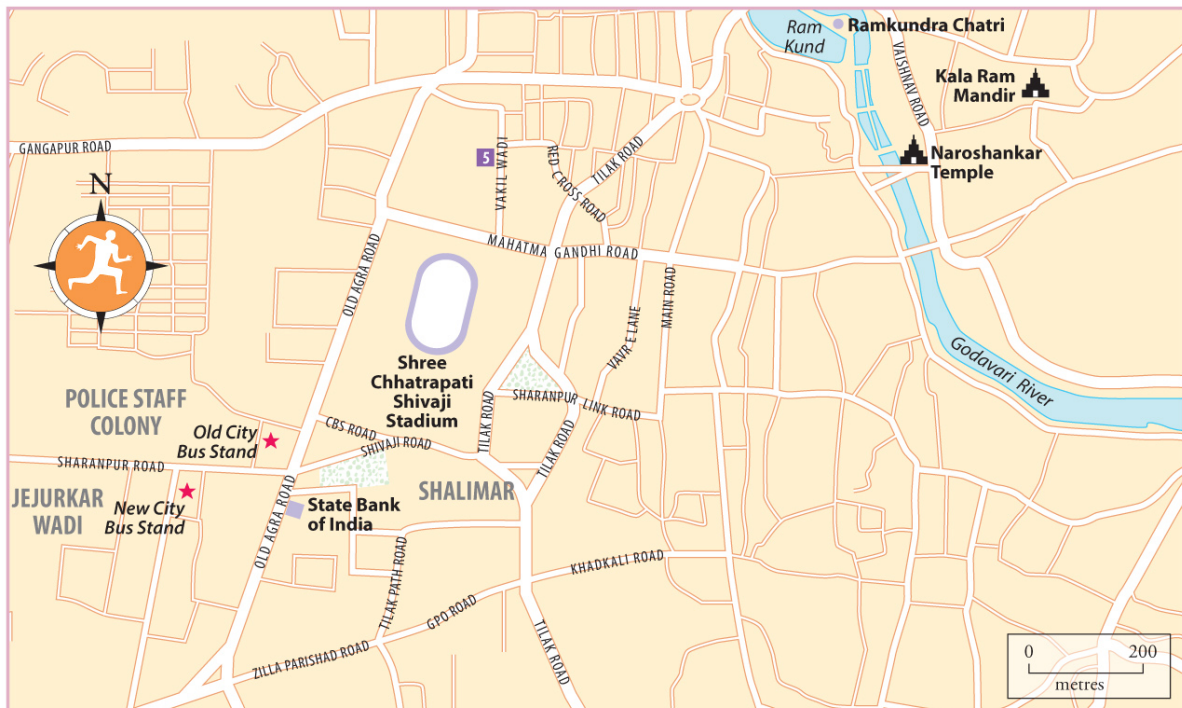 Ram
Kund
Ramkundra Chatri
VAISHNAV ROAD
Kala Ram
Mandir
GANGAPUR ROAD
5
VAKIL WADI
RED CROSS ROAD
TILAK ROAD
Naroshankar
Temple
N
MAHATMA GANDHI ROAD
OLD AGRA ROAD
MAIN ROAD
VAVR E LANE
Godavari River
Shree
Chhatrapati
Shivaji
Stadium
POLICE STAFF
COLONY
Old City
Bus Stand
CBS ROAD
SHIVAJI ROAD
TILAK ROAD
SHARANPUR LINK ROAD
TILAK ROAD
SHARANPUR ROAD
JEJURKAR
WADI
New City
Bus Stand
OLD AGRA ROAD
State Bank
of India
SHALIMAR
TILAK PATH ROAD
KHADKALI ROAD
GPO ROAD
ZILLA PARISHAD ROAD
TILAK ROAD
0 200
metres